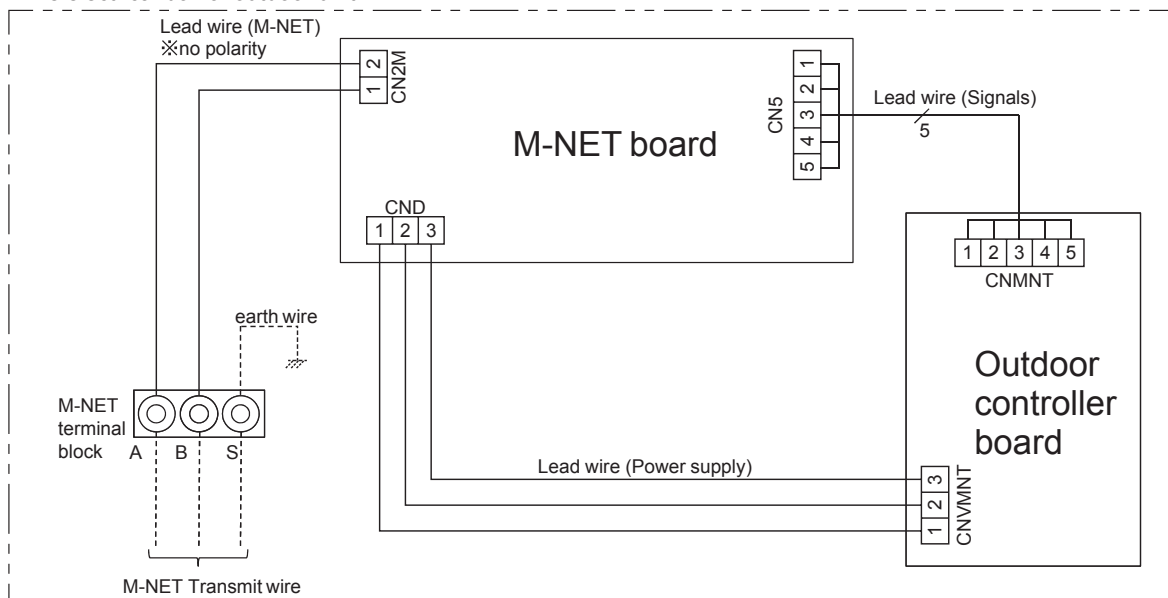 Lead wire (M-NET)
※no polarity
2
1
CN2M
M-NET board
CN5
1
2
3
4
5
Lead wire (Signals)
5
CND
1 2 3
1 2 3 4 5
CNMNT
earth wire
Outdoor
controller
board
M-NET
terminal
block
A B S
Lead wire (Power supply)
3
2
1
CNVMNT
M-NET Transmit wire